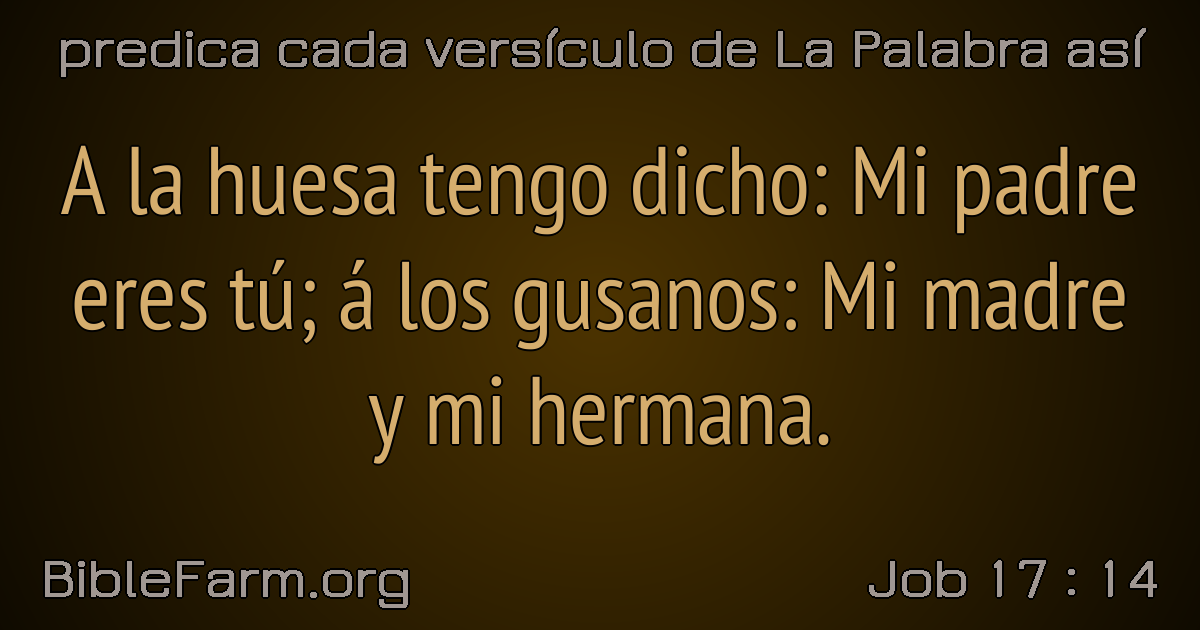 predica cada versículo de La Palabra así
A la huesa tengo dicho: Mi padre
eres tú; á los gusanos: Mi madre
y mi hermana.
BibleFarm.org
Job 17 : 14